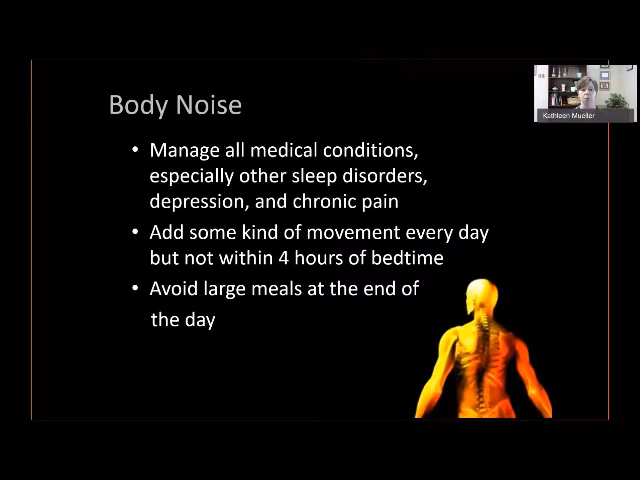 Body Noise
• Manage all medical conditions,
especially other sleep disorders,
depression, and chronic pain
• Add some kind of movement every day
but not within 4 hours of bedtime
• Avoid large meals at the end of
the day
Kathleen Mueller